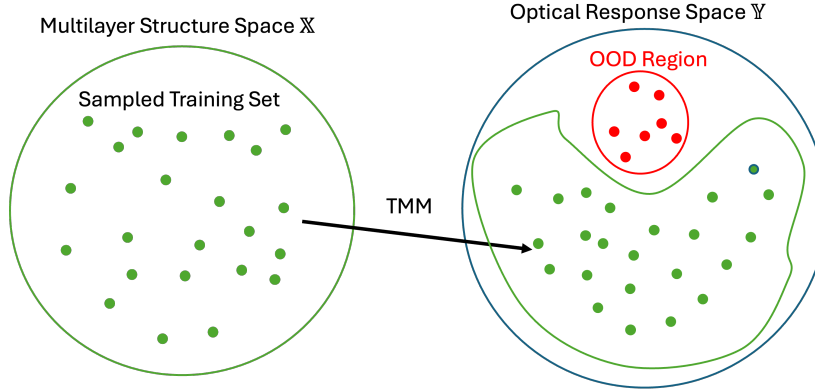 Multilayer Structure Space 𝕏
Sampled Training Set
TMM
Optical Response Space 𝕐
OOD Region